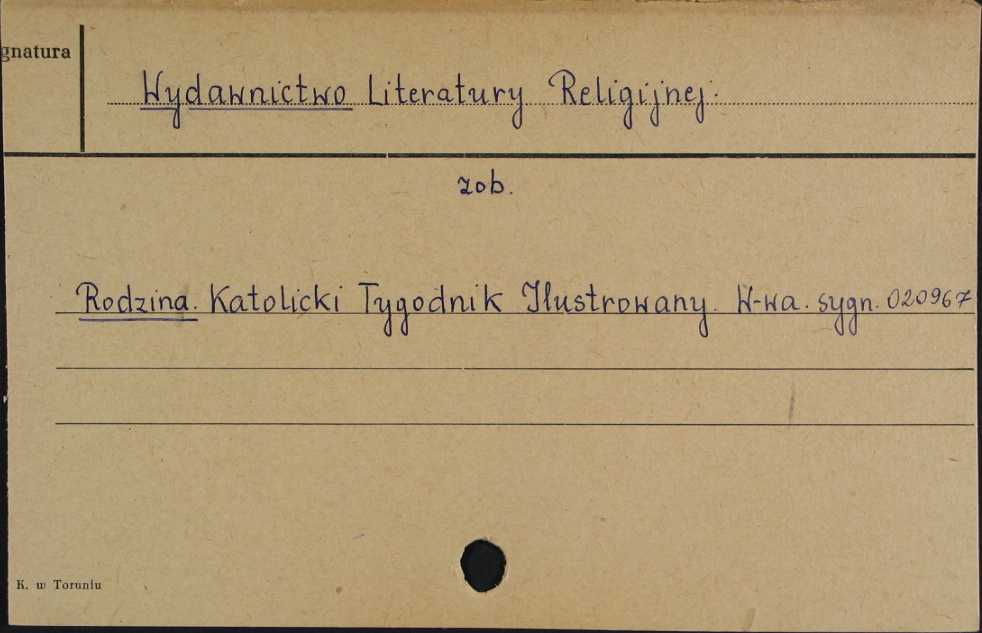 gnatura
Wydawnictwo Literatury Religijnej.
zob.
Rodzina. Katolicki Tygodnik Ilustrowany. W-wa. sygn. 020967
K. w Toruniu